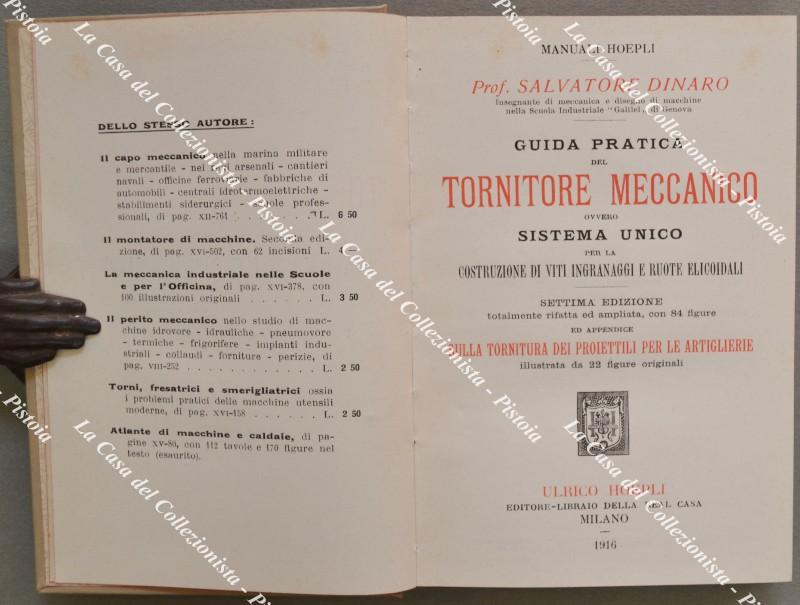 DELLO STESSO AUTORE:
Il capo meccanico nella marina militare
e mercantile - nei regi arsenali - cantieri
navali - officine ferroviarie - fabbriche di
automobili - centrali idrotermoelettriche -
stabilimenti siderurgici - scuole profes-
sionali, di pag. XII-761 . . . . . . L. 6 50
Il montatore di macchine. Seconda edi-
zione, di pag. XVI-502, con 62 incisioni L. 4 —
La meccanica industriale nelle Scuole
e per l'Officina, di pag. XVI-378, con
100 illustrazioni originali . . . . . . L. 3 50
Il perito meccanico nello studio di mac-
chine idrovore - idrauliche - pneumovore
- termiche - frigorifere - impianti indu-
striali - collaudi - forniture - perizie, di
pag. VIII-252 . . . . . . L. 2 50
Torni, fresatrici e smerigliatrici ossia
i problemi pratici delle macchine utensili
moderne, di pag. XVI-158 . . . . . . L. 2 50
Atlante di macchine e caldaie, di pa-
gine XV-80, con 112 tavole e 170 figure nel
testo (esaurito).
MANUALI HOEPLI
Prof. SALVATORE DINARO
Insegnante di meccanica e disegno di macchine
nella Scuola Industriale "Galilei„ di Genova
GUIDA PRATICA
DEL
TORNITORE MECCANICO
OVVERO
SISTEMA UNICO
PER LA
COSTRUZIONE DI VITI INGRANAGGI E RUOTE ELICOIDALI
SETTIMA EDIZIONE
totalmente rifatta ed ampliata, con 84 figure
ED APPENDICE
SULLA TORNITURA DEI PROIETTILI PER LE ARTIGLIERIE
illustrata da 22 figure originali
ULRICO HOEPLI
EDITORE-LIBRAIO DELLA REAL CASA
MILANO
1916
La Casa del Collezionista - Pistoia